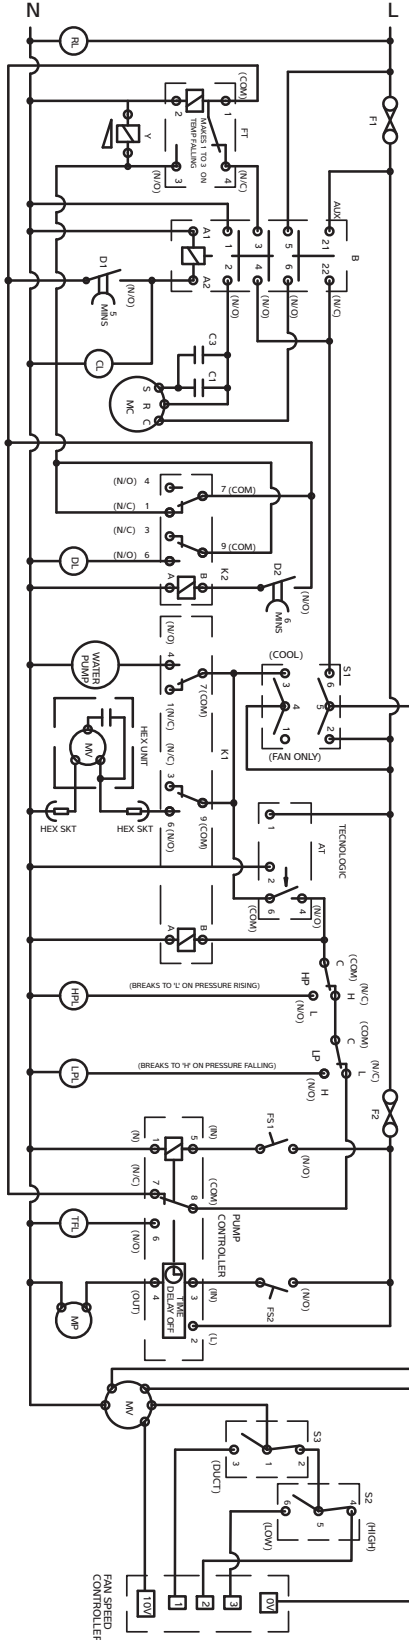 N
L
RL
F1
(COM)
1
2
FT
MAKES 1 TO 3 ON
TEMP FALLING
Y
3
4
(N/O)
(N/C)
AUX
A1
1
3
5
21
B
A2
2
4
6
22
(N/O)
(N/O)
(N/O)
(N/C)
D1
(N/O)
5
MINS
CL
C3
C1
S
R
C
MC
(N/O) 4
7 (COM)
(N/C) 1
(N/C) 3
9 (COM)
(N/O) 6
DL
K2
A
B
D2
(N/O)
6
MINS
(N/O)
4
7(COM)
1(N/C)
WATER
PUMP
K1
(COOL)
S1
3
6
4
5
1
2
(FAN ONLY)
HEX UNIT
MV
(N/C)
3
9 (COM)
6 (N/O)
HEX SKT
HEX SKT
TECNOLOGIC
AT
1
2
6
4
(COM)
(N/O)
A
B
C
(COM)
(N/C)
H
HP
L
(N/O)
HPL
(BREAKS TO 'L' ON PRESSURE RISING)
C
(COM)
(N/C)
L
LP
H
(N/O)
LPL
(BREAKS TO 'H' ON PRESSURE FALLING)
F2
(N)
1
5
(IN)
FS1
(N/O)
(N/C)
7
8
(COM)
TFL
6
(N/O)
PUMP
CONTROLLER
MP
4
(OUT)
TIME
DELAY OFF
3
(IN)
2
(L)
FS2
(N/O)
MV
S3
3
1
2
(DUCT)
S2
6
5
4
(LOW)
(HIGH)
10V
1
2
3
0V
FAN SPEED
CONTROLLER